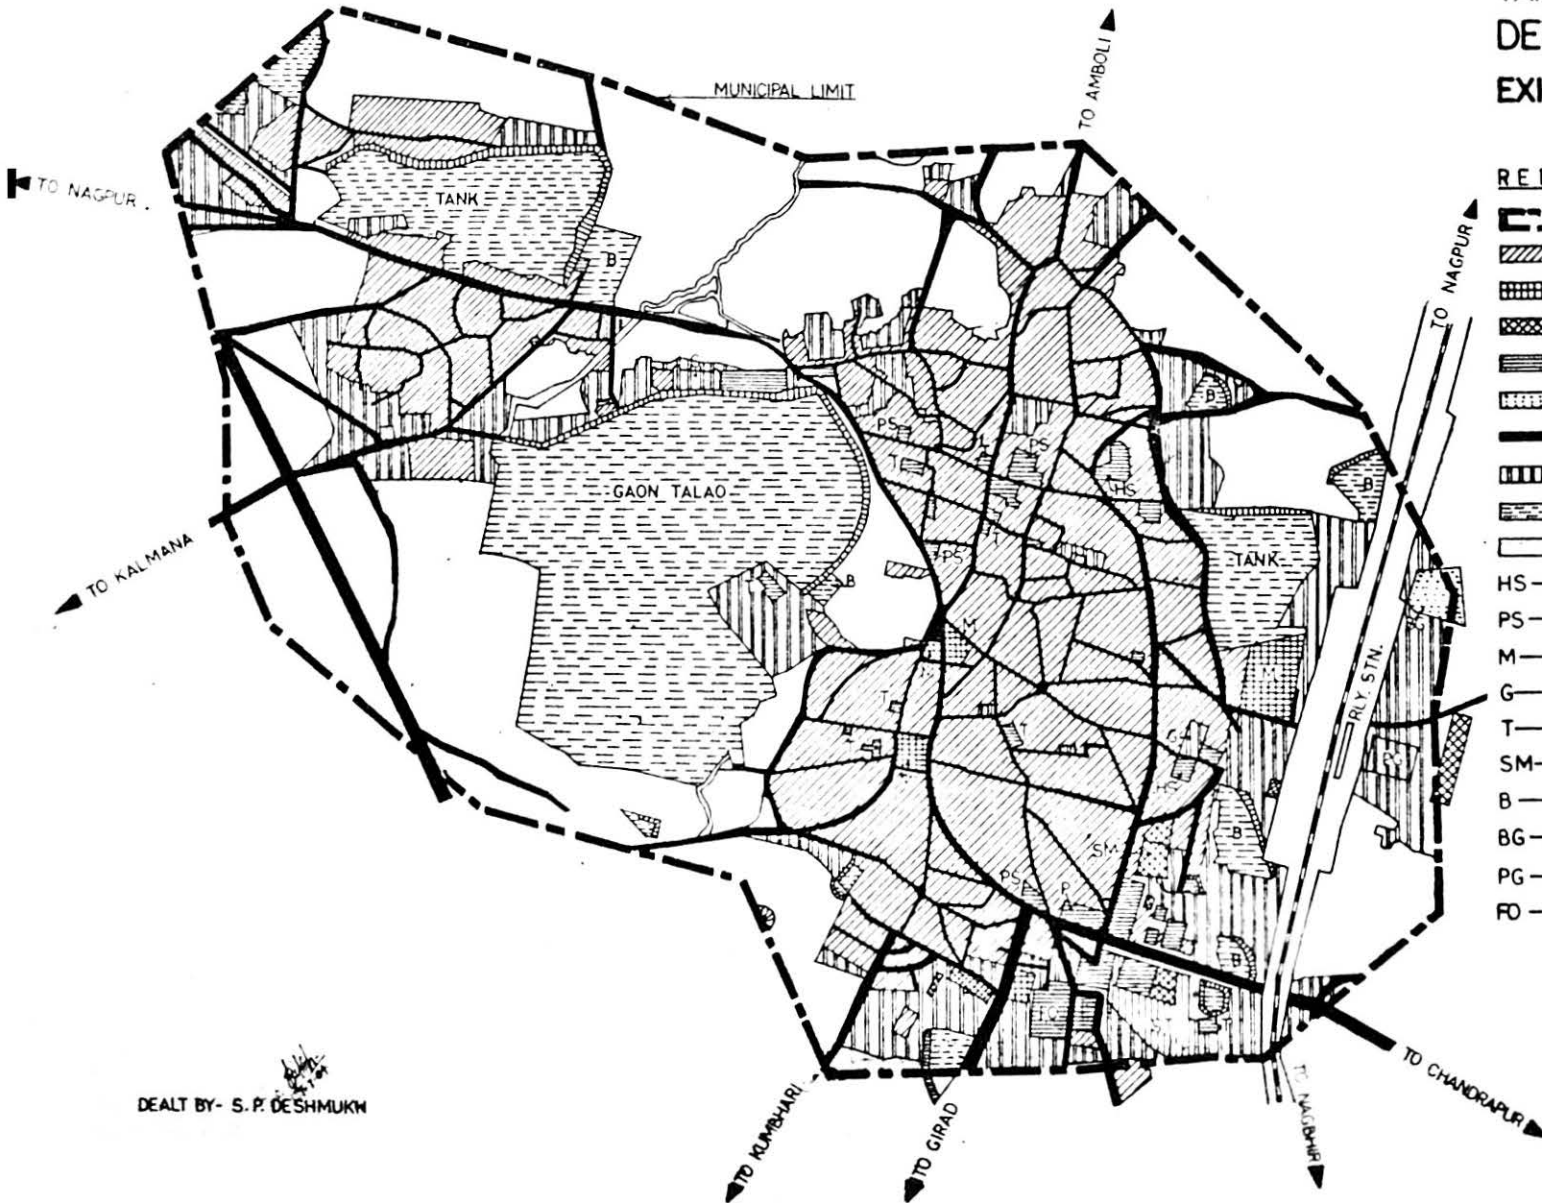 DE
EXI
MUNICIPAL LIMIT
TO AMBOLI
TO NAGPUR
TANK
B
TO NAGPUR
RE
B
PS
PS
HS
B
GAON TALAO
TO KALMANA
PS
B
TANK
M
M
RLY. STN.
T
T
G
HS
B
SM
PS
P
G
B
HS —
PS —
M —
G —
T —
SM —
B —
BG —
PG —
FO —
DEALT BY- S. P. DESHMUKH
TO KUMBHARI
TO GIRAD
TO NAGBHIR
TO CHANDRAPUR